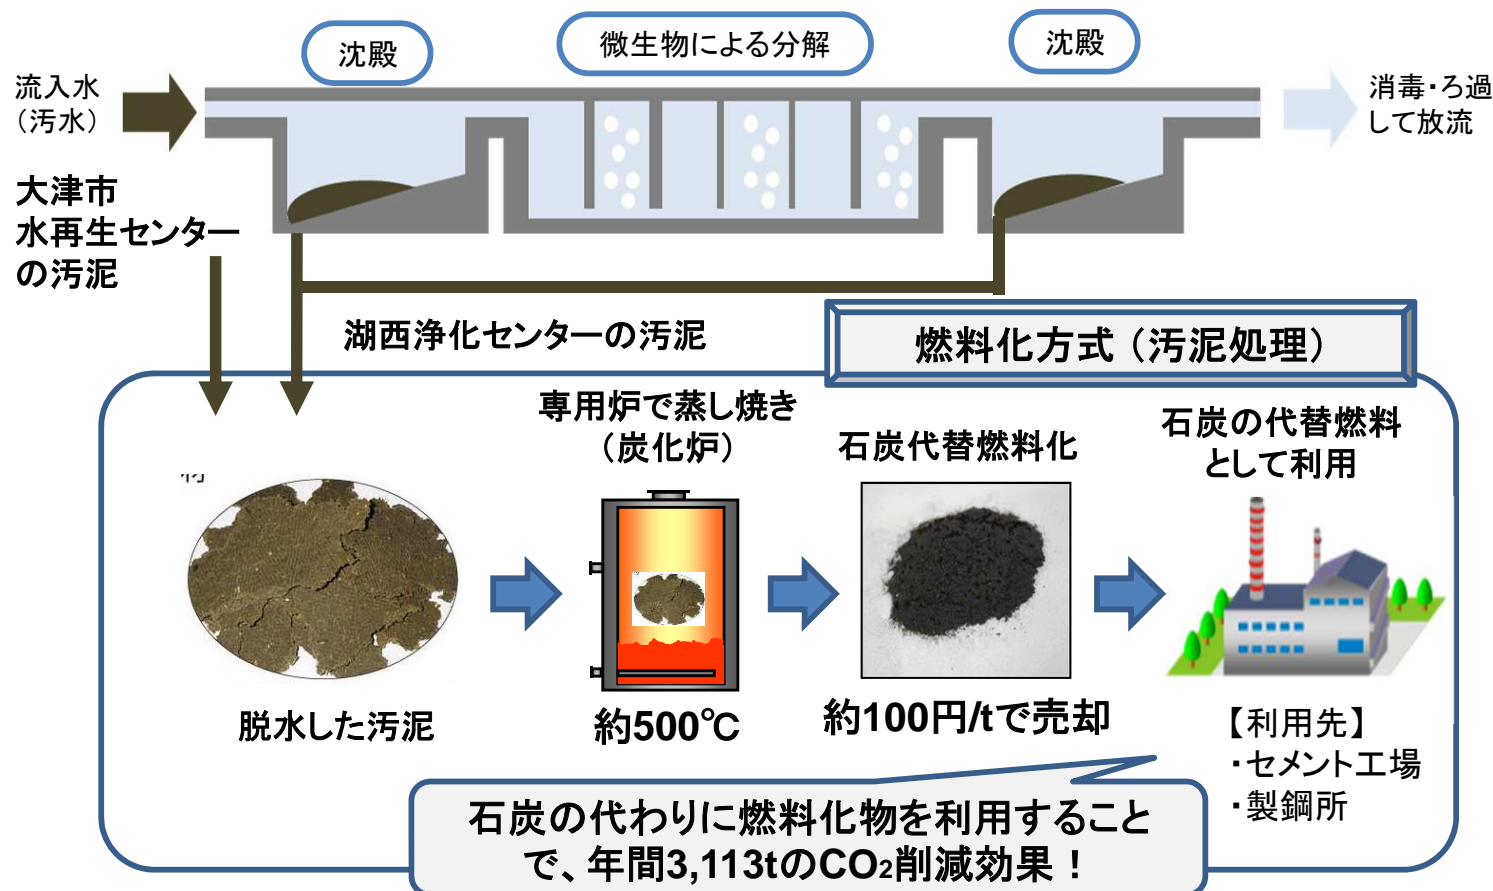 沈殿
微生物による分解
沈殿
流入水
（汚水）
消毒・ろ過
して放流
大津市
水再生センター
の汚泥
湖西浄化センターの汚泥
燃料化方式（汚泥処理）
専用炉で蒸し焼き
（炭化炉）
石炭代替燃料化
石炭の代替燃料
として利用
脱水した汚泥
約500℃
約100円/tで売却
【利用先】
・セメント工場
・製鋼所
石炭の代わりに燃料化物を利用すること
で、年間3,113tのCO₂削減効果！